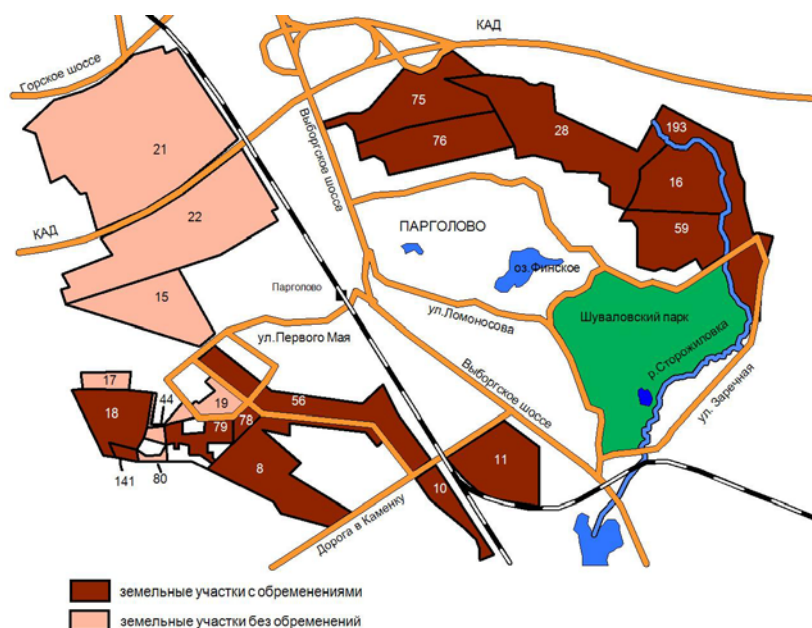 КАД
Горское шоссе
75
193
Выборгское шоссе
76
28
21
16
22
59
ПАРГОЛОВО
КАД
оз.Финское
Парголово
15
Шуваловский парк
ул.Ломоносова
ул.Первого Мая
р.Сторожиловка
Выборгское шоссе
ул. Заречная
17
44
56
19
18
79
78
11
8
10
141
80
Дорога в Каменку
земельные участки с обременениями
земельные участки без обременений